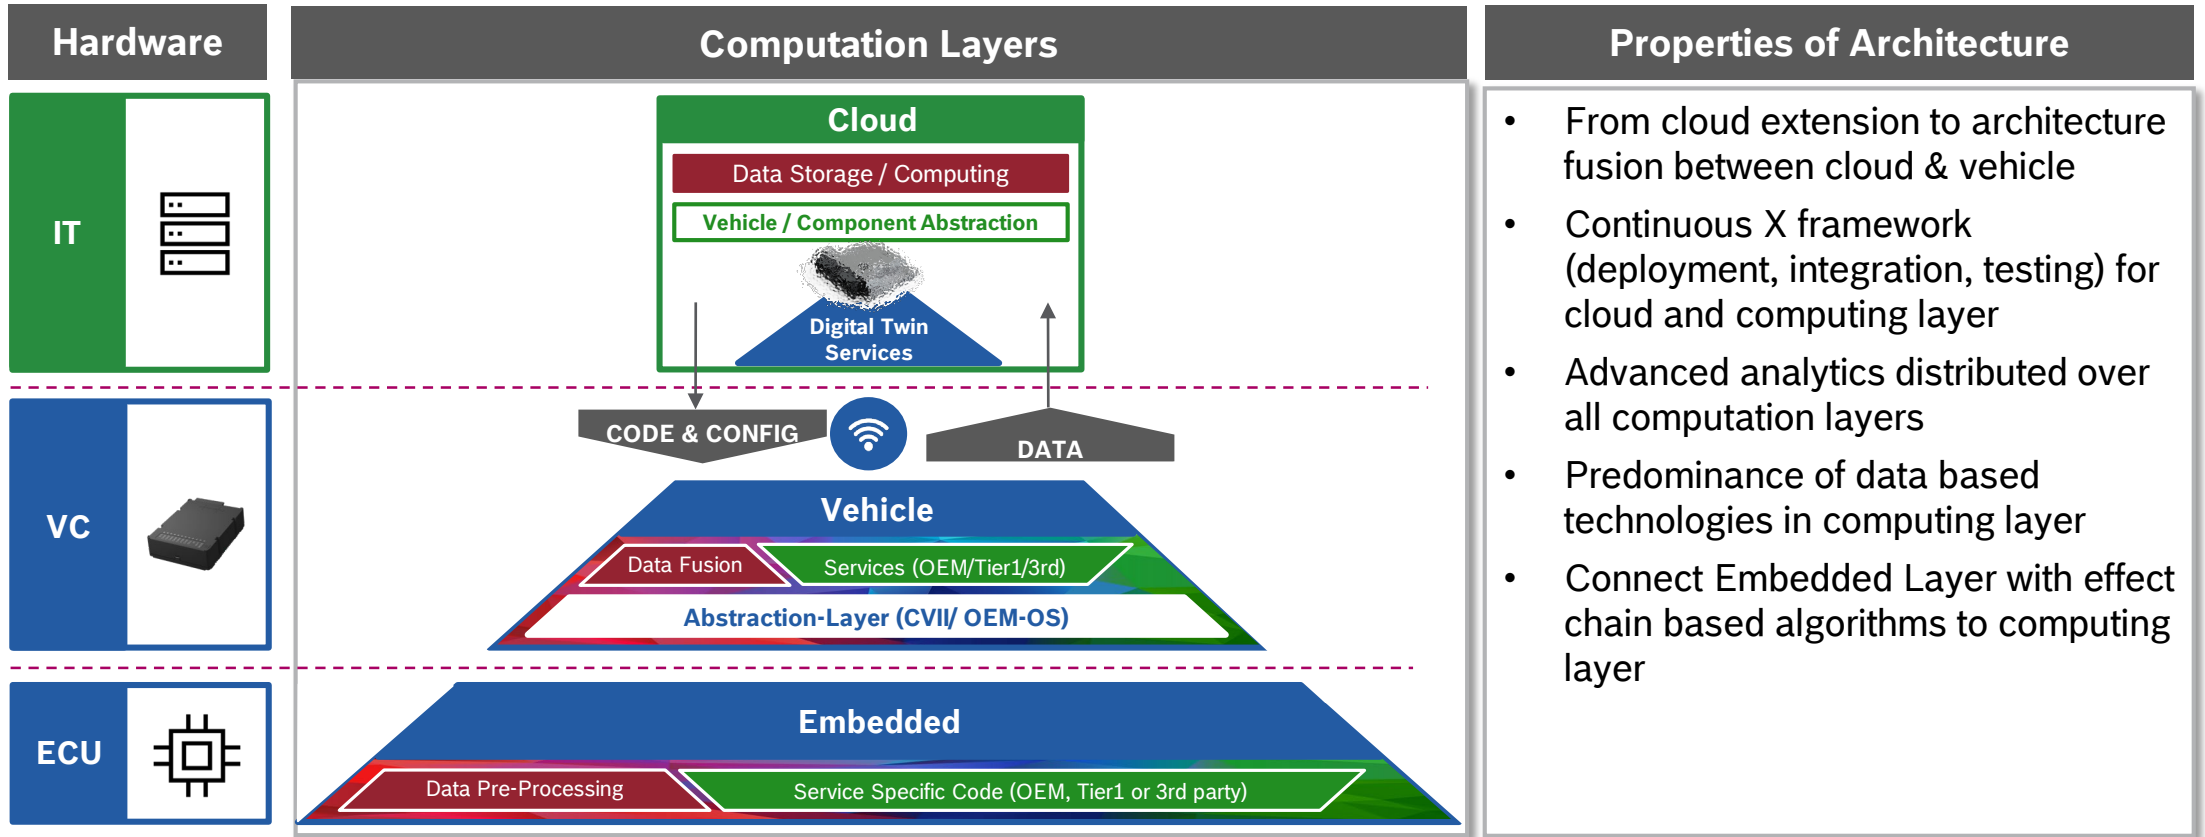 Hardware
Computation Layers
Properties of Architecture
IT
Cloud
Data Storage / Computing
Vehicle / Component Abstraction
Digital Twin
Services
VC
CODE & CONFIG
DATA
Vehicle
Data Fusion
Services (OEM/Tier1/3rd)
Abstraction-Layer (CVII/ OEM-OS)
ECU
Embedded
Data Pre-Processing
Service Specific Code (OEM, Tier1 or 3rd party)
• From cloud extension to architecture
fusion between cloud & vehicle
• Continuous X framework
(deployment, integration, testing) for
cloud and computing layer
• Advanced analytics distributed over
all computation layers
• Predominance of data based
technologies in computing layer
• Connect Embedded Layer with effect
chain based algorithms to computing
layer